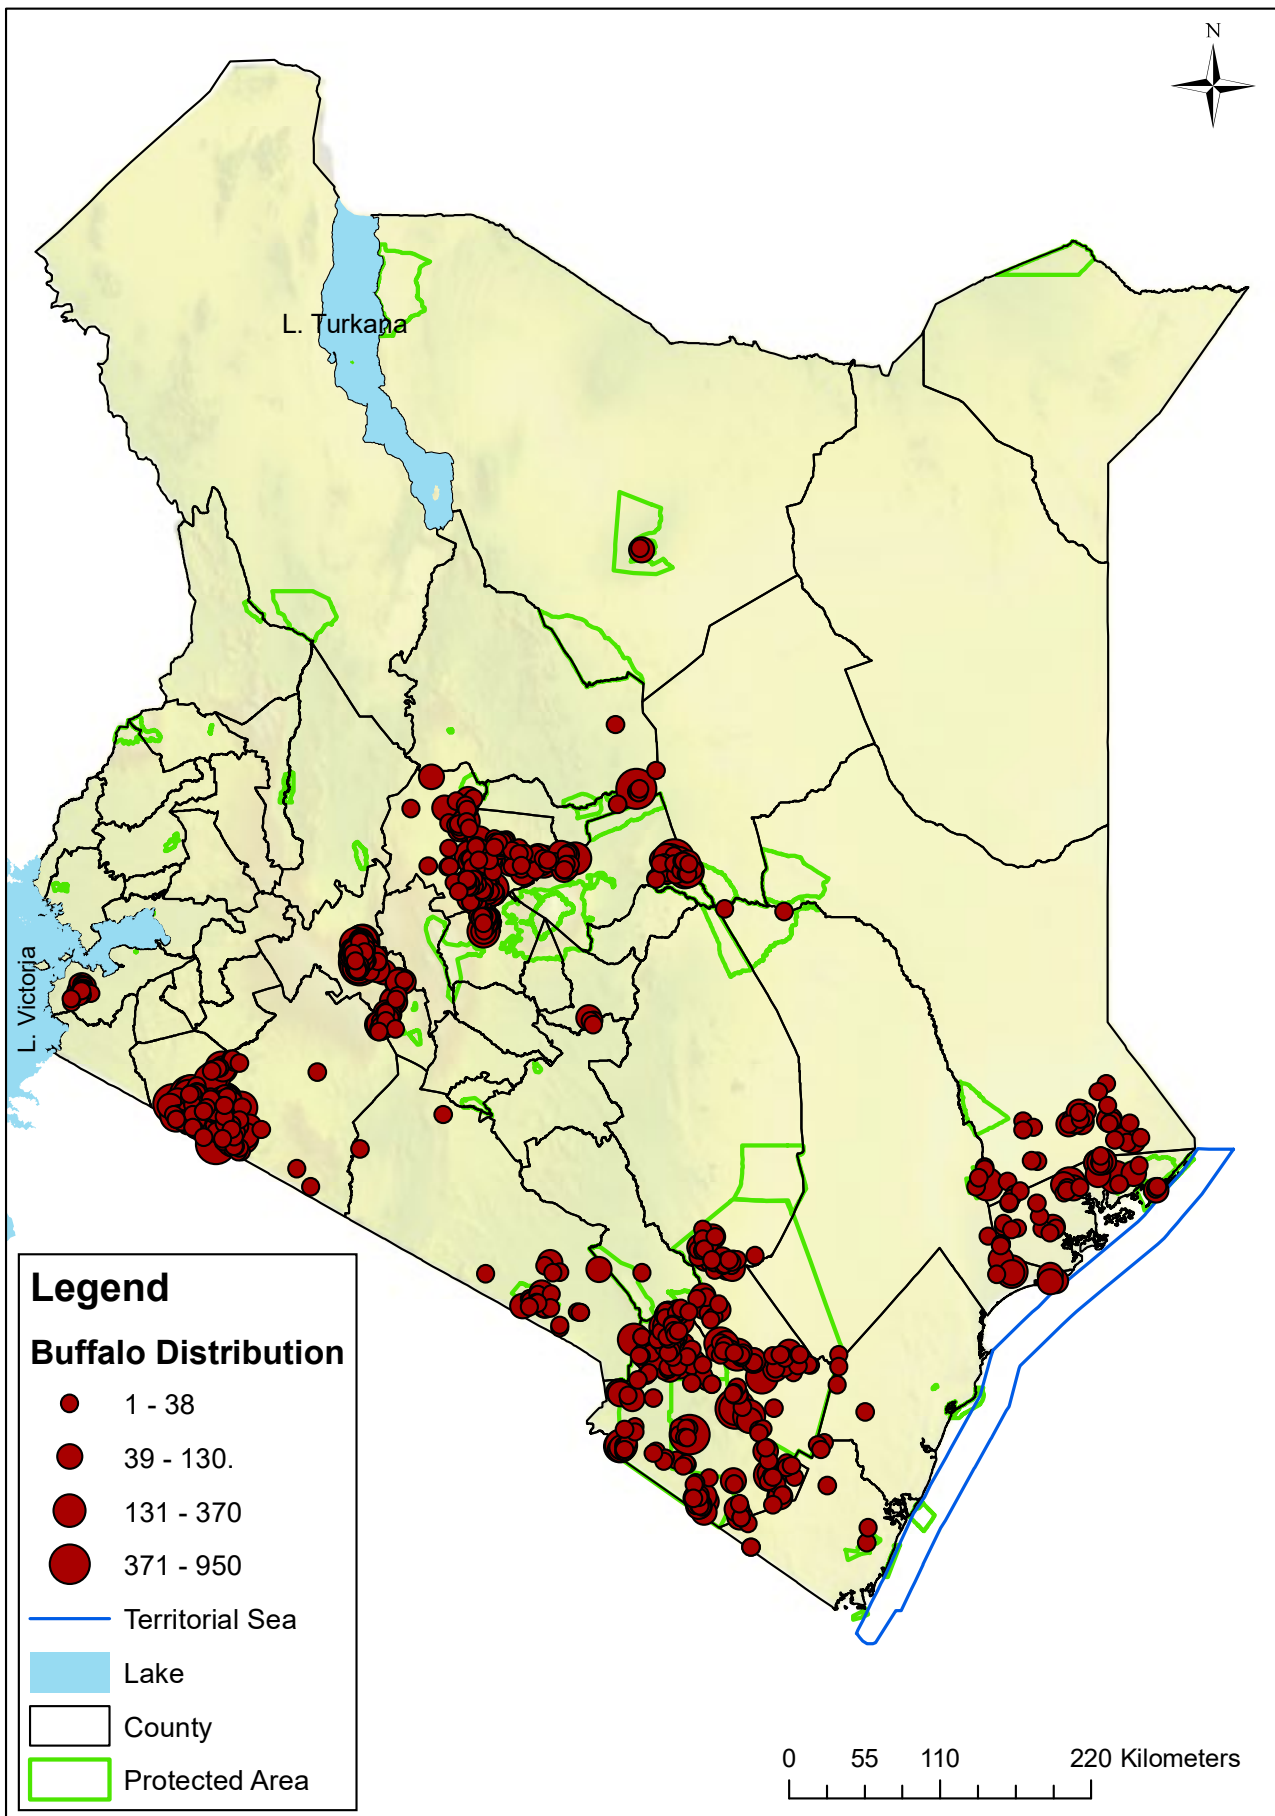 N
L. Turkana
L. Victoria
Legend
Buffalo Distribution
1 - 38
39 - 130.
131 - 370
371 - 950
Territorial Sea
Lake
County
Protected Area
0 55 110 220 Kilometers